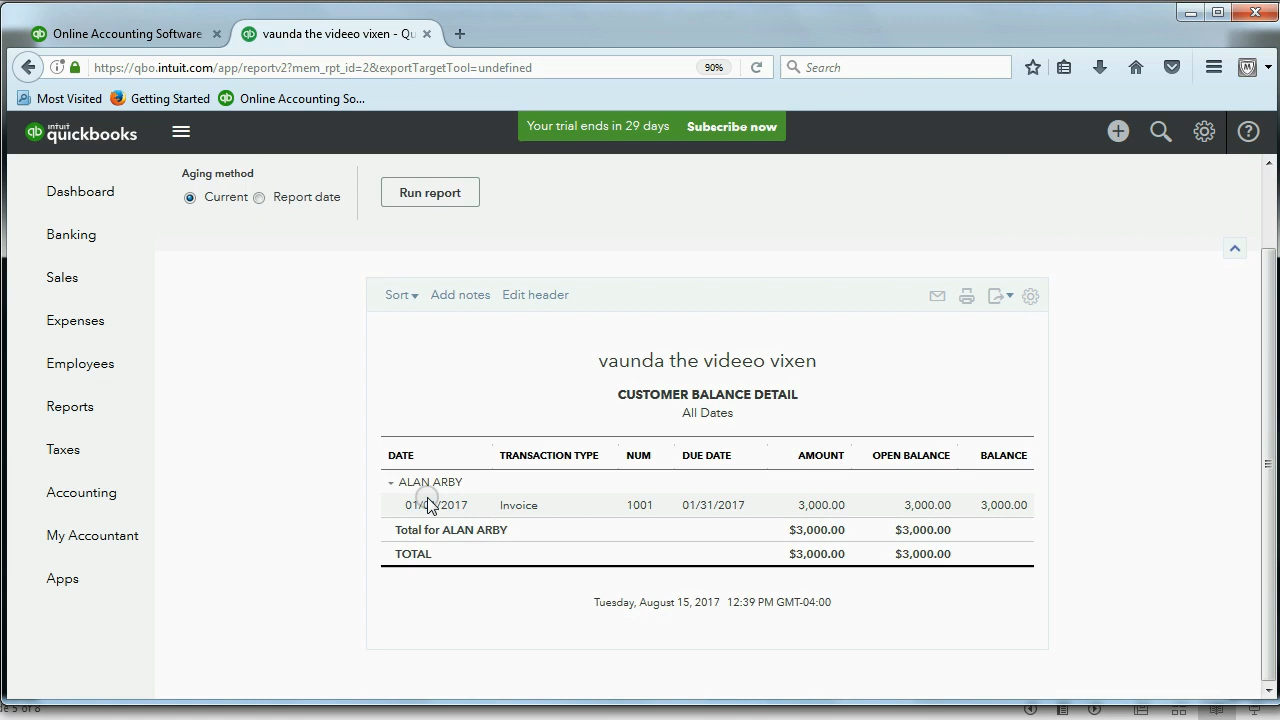 Online Accounting Software
vaunda the videeo vixen - Qu
https://qbo.intuit.com/app/reportv2?mem_rpt_id=2&exportTargetTool=undefined
90%
Search
Most Visited
Getting Started
Online Accounting So...
intuit quickbooks
Your trial ends in 29 days Subscribe now
Dashboard
Banking
Sales
Expenses
Employees
Reports
Taxes
Accounting
My Accountant
Apps
Aging method
Current
Report date
Run report
Sort
Add notes
Edit header
vaunda the videeo vixen
CUSTOMER BALANCE DETAIL
All Dates
DATE TRANSACTION TYPE NUM DUE DATE AMOUNT OPEN BALANCE BALANCE
ALAN ARBY
2017 Invoice 1001 01/31/2017 3,000.00 3,000.00 3,000.00
Total for ALAN ARBY $3,000.00 $3,000.00
TOTAL $3,000.00 $3,000.00
Tuesday, August 15, 2017 12:39 PM GMT-04:00
5 of 8